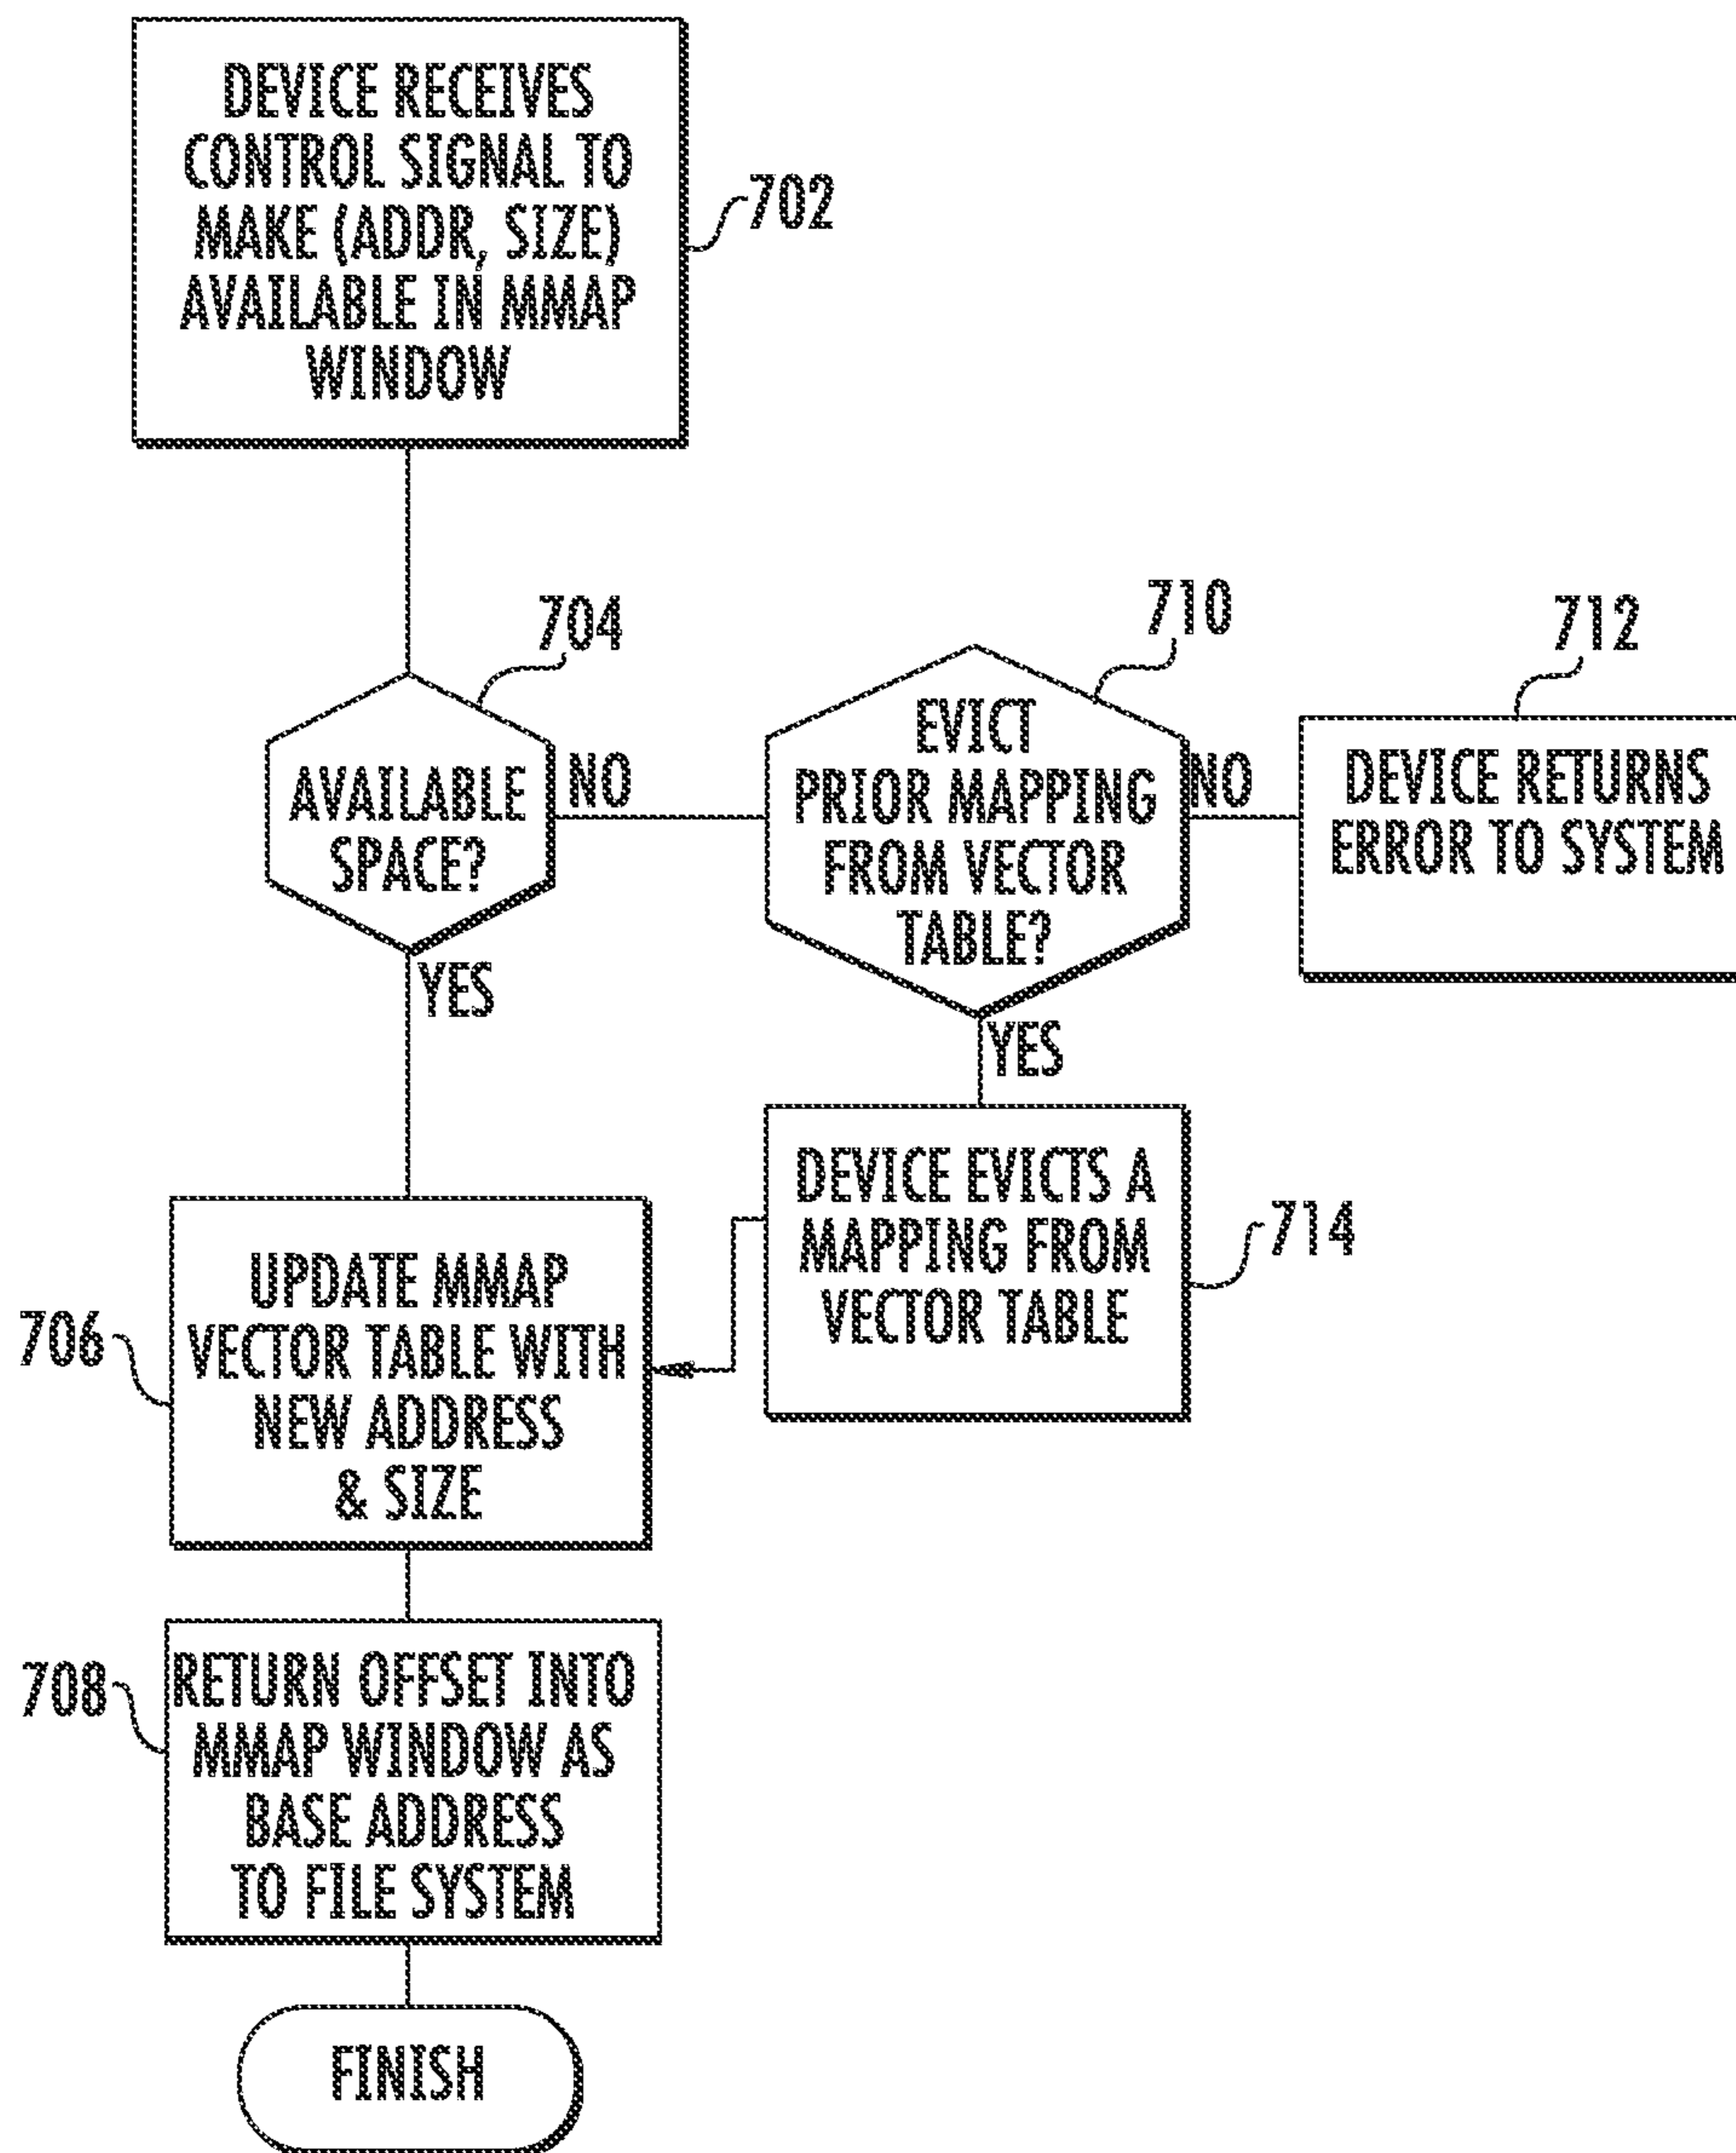 DEVICE RECEIVES
CONTROL SIGNAL TO
MAKE (ADDR, SIZE)
AVAILABLE IN MMAP
WINDOW
702
704
AVAILABLE
SPACE?
NO
YES
710
EVICT
PRIOR MAPPING
FROM VECTOR
TABLE?
NO
YES
712
DEVICE RETURNS
ERROR TO SYSTEM
DEVICE EVICTS A
MAPPING FROM
VECTOR TABLE
714
706
UPDATE MMAP
VECTOR TABLE WITH
NEW ADDRESS
& SIZE
708
RETURN OFFSET INTO
MMAP WINDOW AS
BASE ADDRESS
TO FILE SYSTEM
FINISH